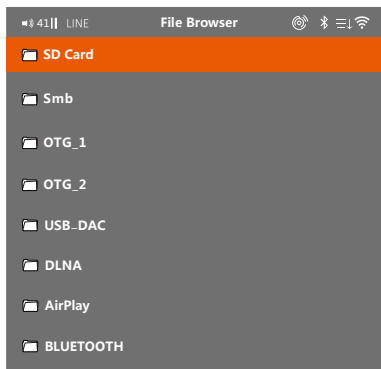 41 LINE File Browser
SD Card
Smb
OTG_1
OTG_2
USB_DAC
DLNA
AirPlay
BLUETOOTH